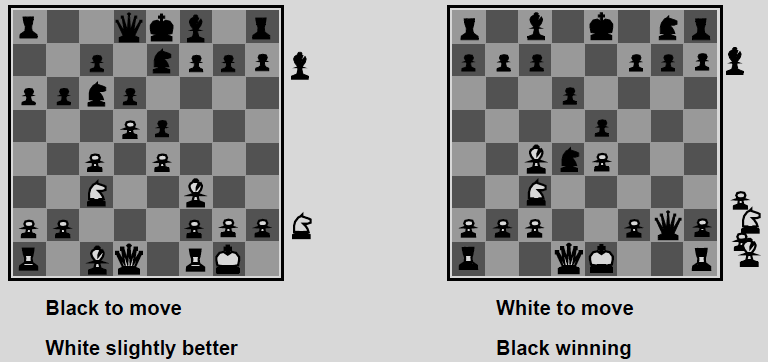 Black to move
White slightly better
White to move
Black winning